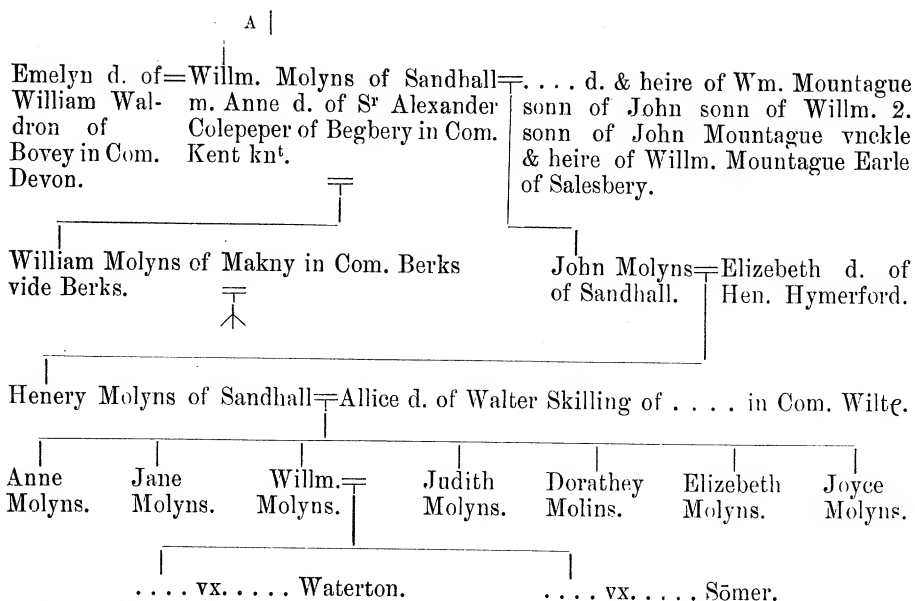 A
Emelyn d. of
William Wal-
dron of
Bovey in Com.
Devon.
Willm. Molyns of Sandhall
m. Anne d. of Sʳ Alexander
Colepeper of Begbery in Com.
Kent knᵗ.
. . . . d. & heire of Wm. Mountague
sonn of John sonn of Willm. 2.
sonn of John Mountague vnckle
& heire of Willm. Mountague Earle
of Salesbery.
William Molyns of Makny in Com. Berks
vide Berks.
John Molyns
of Sandhall.
Elizebeth d. of
Hen. Hymerford.
Henery Molyns of Sandhall
Allice d. of Walter Skilling of . . . . in Com. Wiltꝭ.
Anne
Molyns.
Jane
Molyns.
Willm.
Molyns.
Judith
Molyns.
Dorathey
Molins.
Elizebeth
Molyns.
Joyce
Molyns.
. . . . vx. . . . . Waterton.
. . . . vx. . . . . Sōmer.